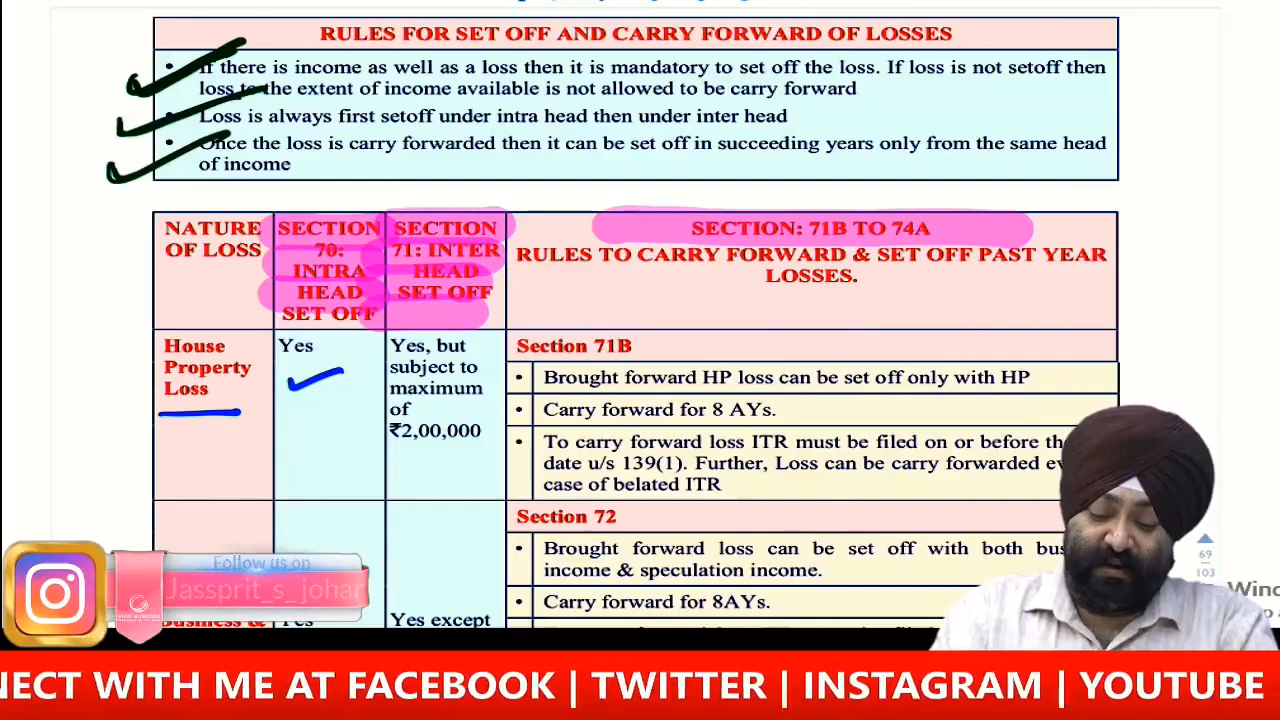 RULES FOR SET OFF AND CARRY FORWARD OF LOSSES
• If there is income as well as a loss then it is mandatory to set off the loss. If loss is not setoff then
loss to the extent of income available is not allowed to be carry forward
• Loss is always first setoff under intra head then under inter head
• Once the loss is carry forwarded then it can be set off in succeeding years only from the same head
of income
NATURE
OF LOSS
SECTION
70:
INTRA
HEAD
SET OFF
SECTION
71: INTER
HEAD
SET OFF
SECTION: 71B TO 74A
RULES TO CARRY FORWARD & SET OFF PAST YEAR
LOSSES.
House
Property
Loss
Yes
Yes, but
subject to
maximum
of
₹2,00,000
Section 71B
• Brought forward HP loss can be set off only with HP
• Carry forward for 8 AYs.
• To carry forward loss ITR must be filed on or before
date u/s 139(1). Further, Loss can be carry forwarded
case of belated ITR
Business &
Yes
Yes except
Section 72
• Brought forward loss can be set off with both
income & speculation income.
• Carry forward for 8AYs.
Follow us on
Jassprit_s_johar
69
103
NECT WITH ME AT FACEBOOK | TWITTER | INSTAGRAM | YOUTUBE